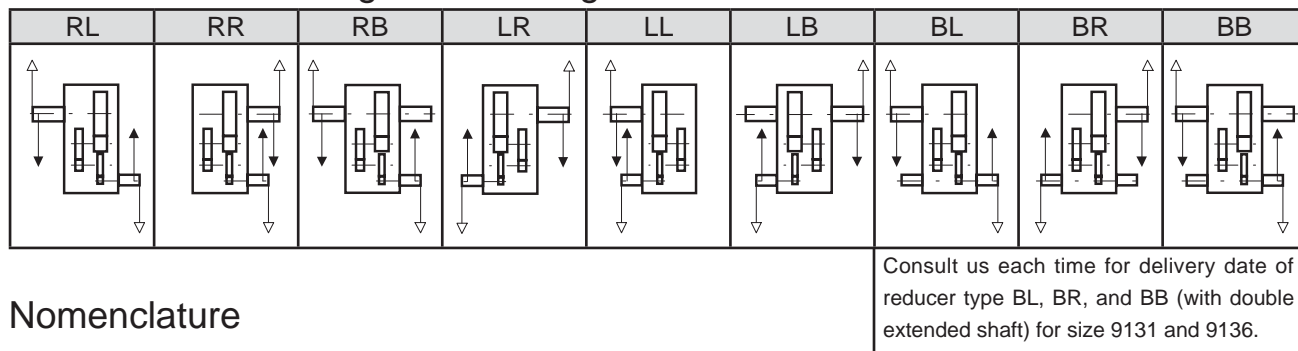 RL RR RB LR LL LB BL BR BB
Consult us each time for delivery date of
reducer type BL, BR, and BB (with double
extended shaft) for size 9131 and 9136.
Nomenclature